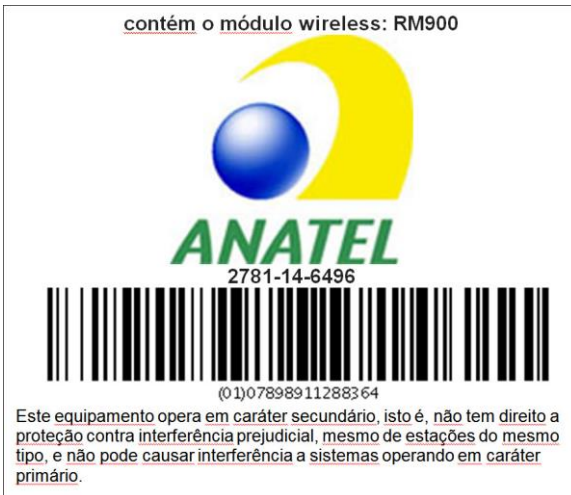 contém o módulo wireless: RM900
ANATEL
2781-14-6496
(01)07898911288364
Este equipamento opera em caráter secundário, isto é, não tem direito a
proteção contra interferência prejudicial, mesmo de estações do mesmo
tipo, e não pode causar interferência a sistemas operando em caráter
primário.